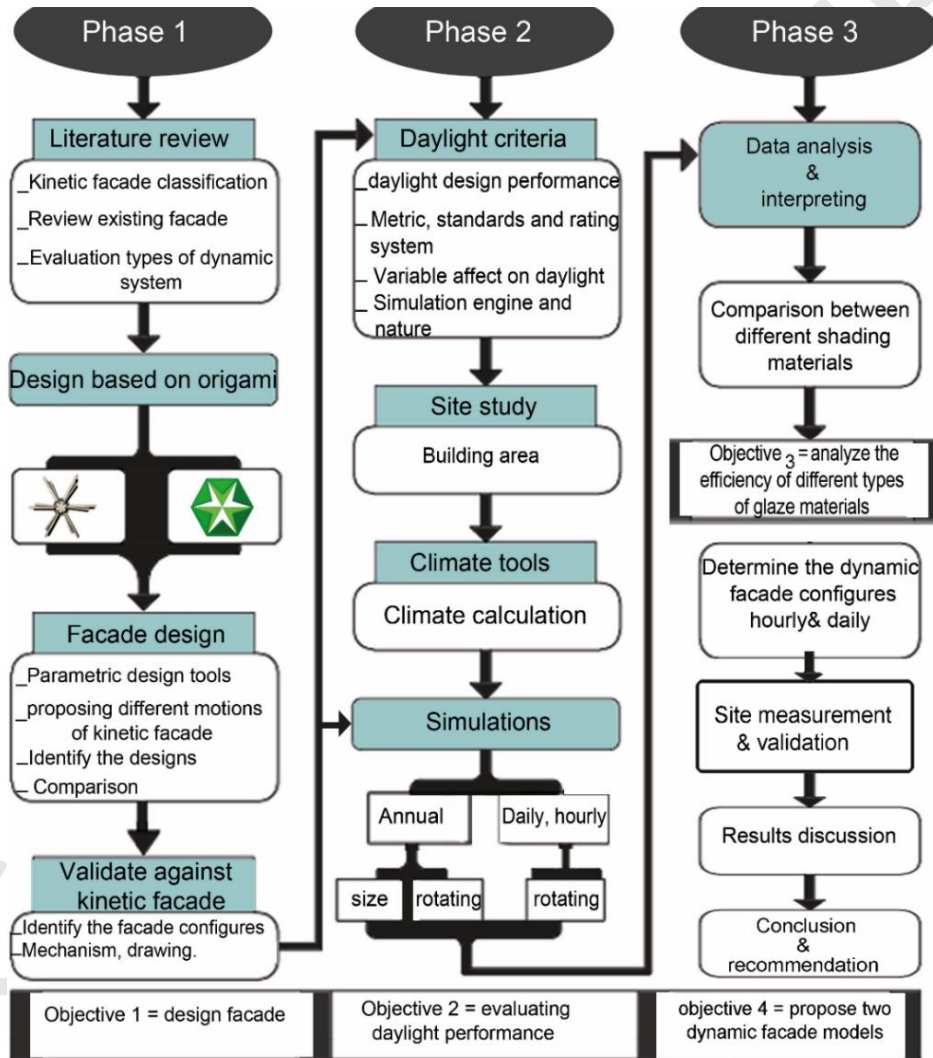 Phase 1
Literature review
_Kinetic facade classification
_Review existing facade
_Evaluation types of dynamic
system
Design based on origami
Facade design
_Parametric design tools
_proposing different motions
of kinetic facade
_Identify the designs
_ Comparison
Validate against
kinetic facade
_Identify the facade configures
_Mechanism, drawing.
Objective 1 = design facade
Phase 2
Daylight criteria
_daylight design performance
_ Metric, standards and rating
system
_ Variable affect on daylight
_ Simulation engine and
nature
Site study
Building area
Climate tools
Climate calculation
Simulations
Annual
Daily, hourly
size
rotating
rotating
Objective 2 = evaluating
daylight performance
Phase 3
Data analysis
&
interpreting
Comparison between
different shading
materials
Objective 3 = analyze the
efficiency of different types
of glaze materials
Determine the dynamic
facade configures
hourly& daily
Site measurement
& validation
Results discussion
Conclusion
&
recommendation
objective 4 = propose two
dynamic facade models